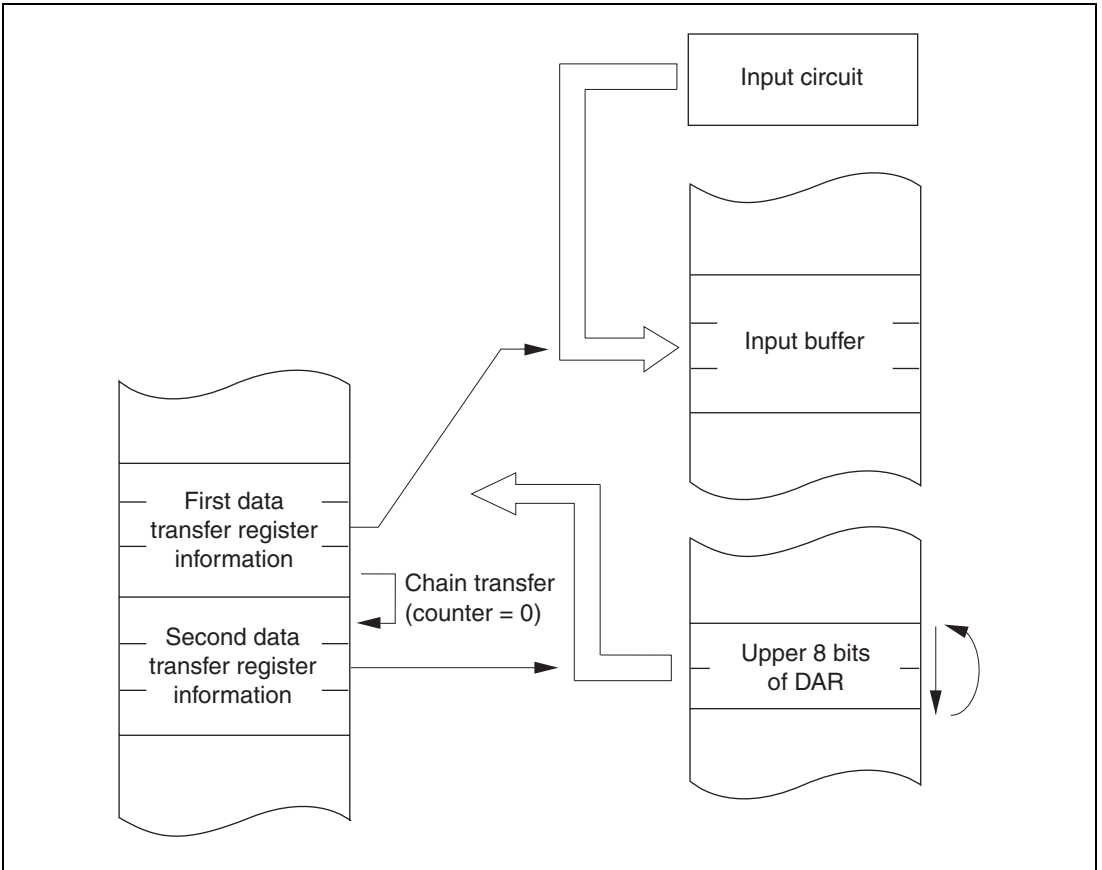 Input circuit
Input buffer
First data
transfer register
information
Chain transfer
(counter = 0)
Second data
transfer register
information
Upper 8 bits
of DAR